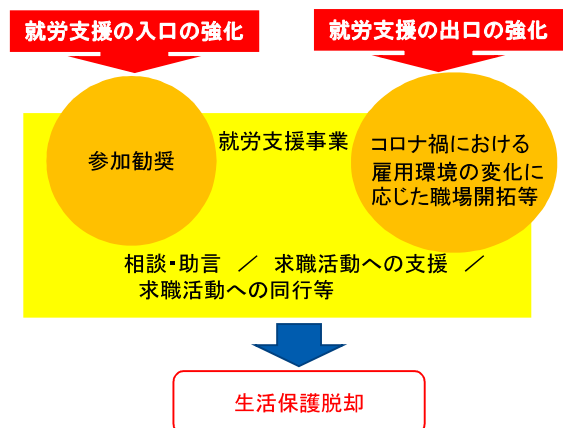 就労支援の入口の強化
就労支援の出口の強化
参加勧奨
就労支援事業
コロナ禍における
雇用環境の変化に
応じた職場開拓等
相談・助言　／　求職活動への支援　／
求職活動への同行等
生活保護脱却